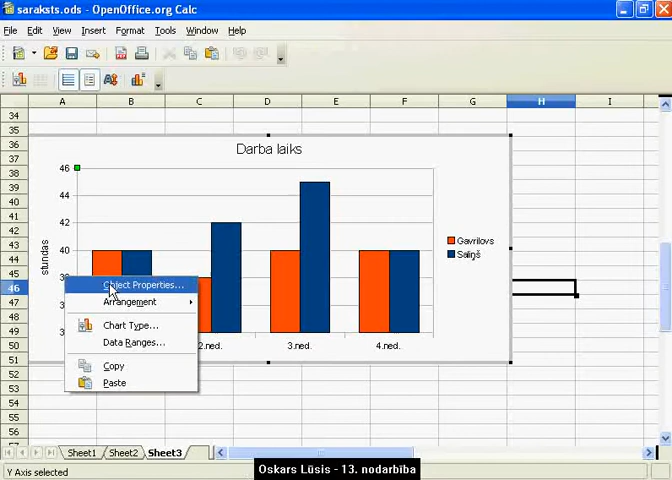 saraksts.ods - OpenOffice.org Calc
File Edit View Insert Format Tools Window Help
A B C D E F G H I
34
35
36
37
38
39
40
41
42
43
44
45
46
47
48
49
50
51
52
53
54
55
56
57
Darba laiks
46
44
42
40
stundas
Gavrilovs
Saliņš
2.ned. 3.ned. 4.ned.
Object Properties...
Arrangement
Chart Type...
Data Ranges...
Copy
Paste
Sheet1 Sheet2 Sheet3
Y Axis selected
Oskars Lūsis - 13. nodarbība